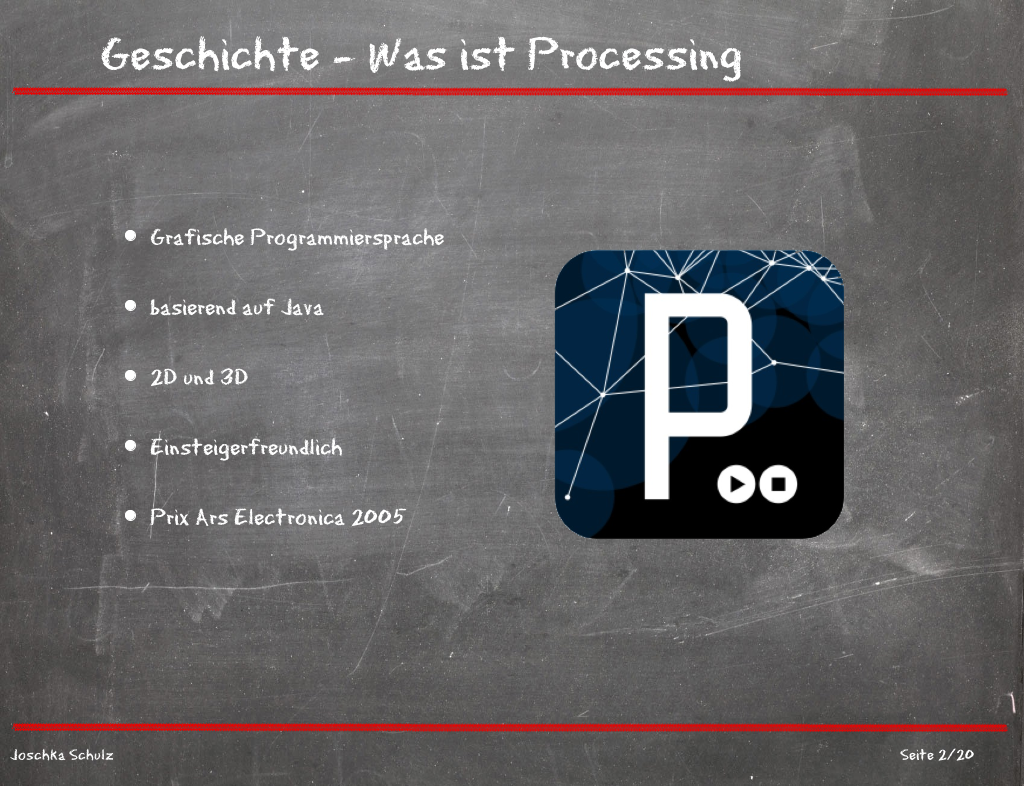 Geschichte - Was ist Processing
• Grafische Programmiersprache
• basierend auf Java
• 2D und 3D
• Einsteigerfreundlich
• Prix Ars Electronica 2005
P
Joschka Schulz
Seite 2/20